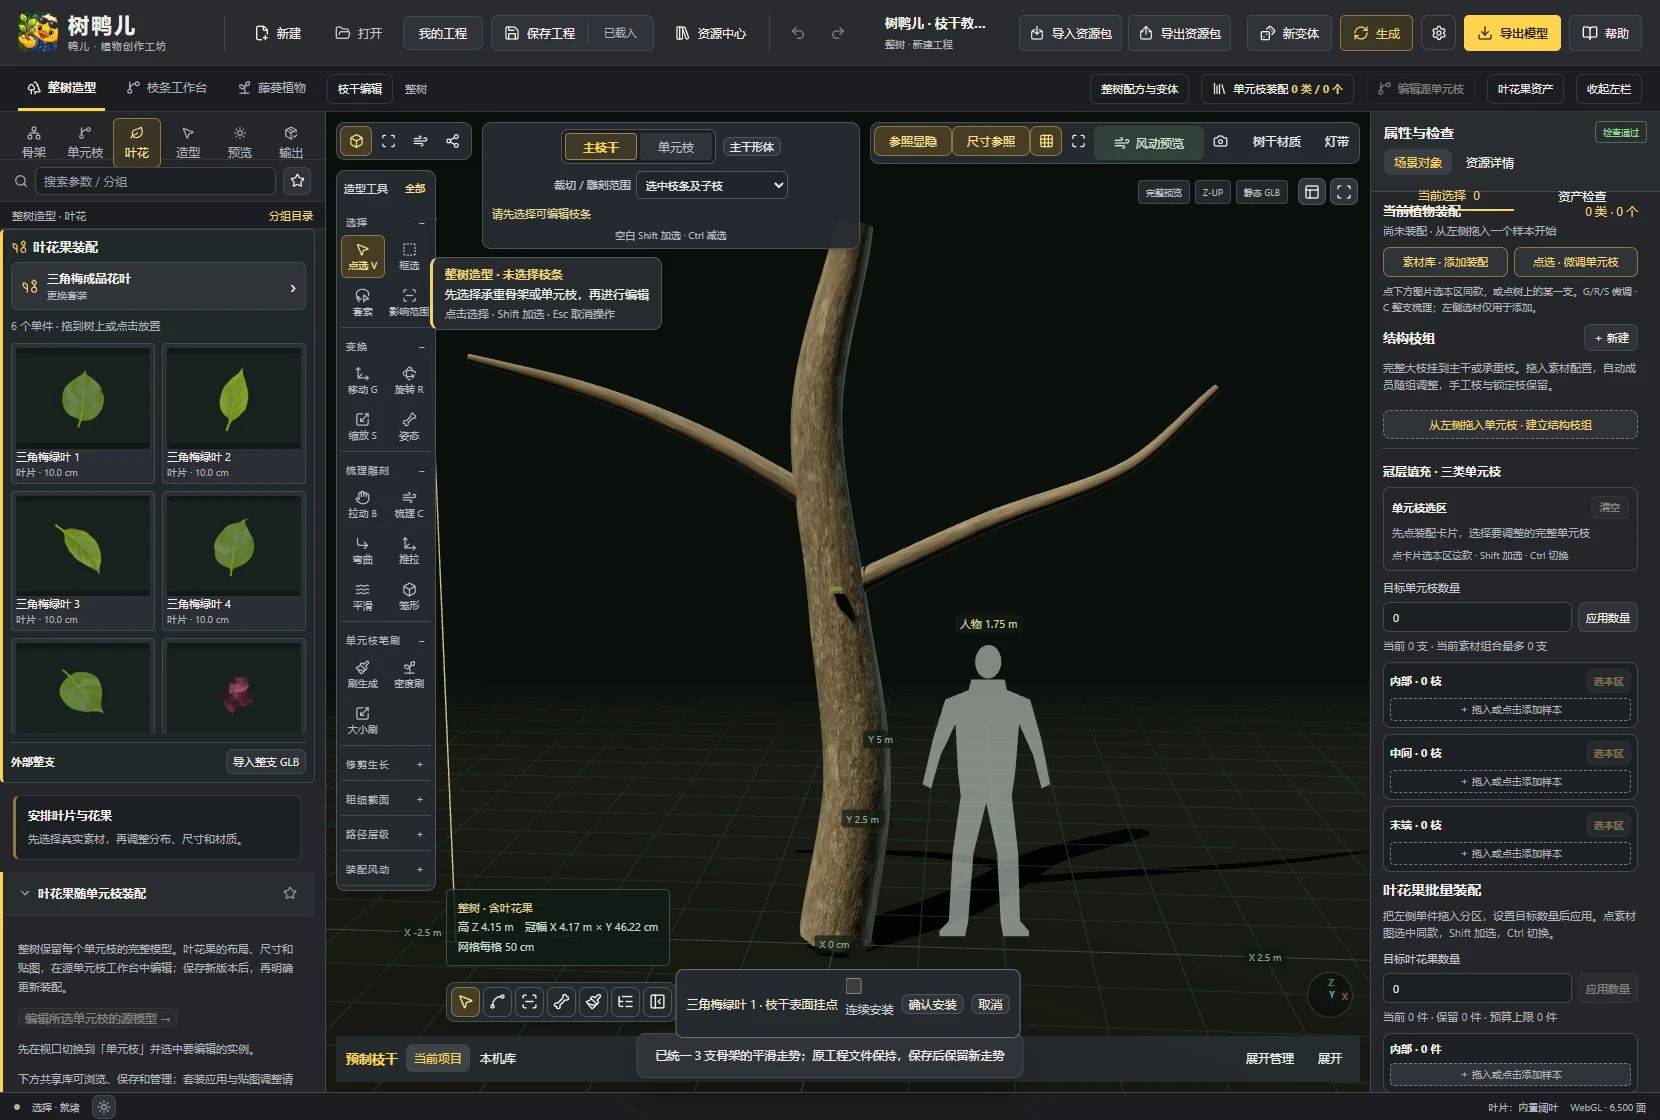 树鸭儿
鸭儿 · 植物创作工坊
新建
打开
我的工程
保存工程
已载入
资源中心
树鸭儿 • 枝干教...
整树 · 新建工程
导入资源包
导出资源包
新变体
生成
导出模型
帮助
整树造型
枝条工作台
藤蔓植物
枝干编辑
整树
整树配方与变体
单元枝装配 0 类 / 0 个
编辑源单元枝
叶花果资产
收起左栏
骨架
单元枝
叶花
造型
预览
输出
搜索参数 / 分组
整树造型 · 叶花
分组目录
叶花果装配
三角梅成品花叶
更换套装
6 个单件 · 拖到树上或点击放置
三角梅绿叶 1
叶片 · 10.0 cm
三角梅绿叶 2
叶片 · 10.0 cm
三角梅绿叶 3
叶片 · 10.0 cm
三角梅绿叶 4
叶片 · 10.0 cm
外部整支
导入整支 GLB
安排叶片与花果
先选择真实素材，再调整分布、尺寸和材质。
叶花果随单元枝装配
整树保留每个单元枝的完整模型。叶花果的布局、尺寸和
贴图，在源单元枝工作台中编辑；保存新版本后，再明确
更新装配。
编辑所选单元枝的源模型 →
先在视口切换到「单元枝」并选中要编辑的实例。
下方共享库可浏览、保存和管理；套装应用与贴图调整请
选择 · 就绪
造型工具
全部
选择
点选 V
框选
套索
影响范围
变换
移动 G
旋转 R
缩放 S
姿态
梳理雕刻
拉动 B
梳理 C
弯曲
推拉
平滑
笼形
单元枝笔刷
刷生成
密度刷
大小刷
修剪生长
粗细截面
路径层级
装配风动
主枝干
单元枝
主干形体
裁切 / 雕刻范围
选中枝条及子枝
请先选择可编辑枝条
空白 Shift 加选 · Ctrl 减选
整树造型 · 未选择枝条
先选择承重骨架或单元枝，再进行编辑
点击选择 · Shift 加选 · Esc 取消操作
参照显隐
尺寸参照
风动预览
树干材质
灯带
完整预览
Z-UP
静态 GLB
人物 1.75 m
Y 5 m
Y 2.5 m
X 0 cm
X -2.5 m
X 2.5 m
Z
Y
X
整树 · 含叶花果
高 Z 4.15 m 冠幅 X 4.17 m × Y 46.22 cm
网格每格 50 cm
三角梅绿叶 1 · 枝干表面挂点
连续安装
确认安装
取消
已统一 3 支骨架的平滑走势；原工程文件保持，保存后保留新走势
预制枝干
当前项目
本机库
展开管理
展开
属性与检查
检查通过
场景对象
资源详情
当前选择 0
资产检查
当前植物装配
0 类 · 0 个
尚未装配 · 从左侧拖入一个样本开始
素材库 · 添加装配
点选 · 微调单元枝
点下方图片选本区同款，或点树上的某一支。G/R/S 微调 ·
C 整支梳理；左侧选材仅用于添加。
结构枝组
+ 新建
完整大枝挂到主干或承重枝。拖入素材配置，自动成
员随组调整，手工枝与锁定枝保留。
从左侧拖入单元枝 · 建立结构枝组
冠层填充 · 三类单元枝
单元枝选区
清空
先点装配卡片，选择要调整的完整单元枝
点卡片选本区这款 · Shift 加选 · Ctrl 切换
目标单元枝数量
0
应用数量
当前 0 支 · 当前素材组合最多 0 支
内部 · 0 枝
选本区
+ 拖入或点击添加样本
中间 · 0 枝
选本区
+ 拖入或点击添加样本
末端 · 0 枝
选本区
+ 拖入或点击添加样本
叶花果批量装配
把左侧单件拖入分区，设置目标数量后应用。点素材
图选中同款，Shift 加选，Ctrl 切换。
目标叶花果数量
0
应用数量
当前 0 件 · 保留 0 件 · 预算上限 0 件
内部 · 0 件
+ 拖入或点击添加样本
叶片：内置阔叶
WebGL · 6,500 面